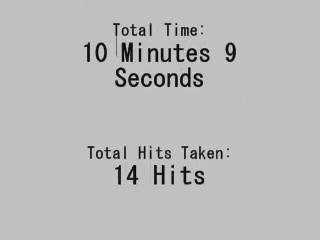 Total Time:
10 Minutes 9
Seconds
Total Hits Taken:
14 Hits